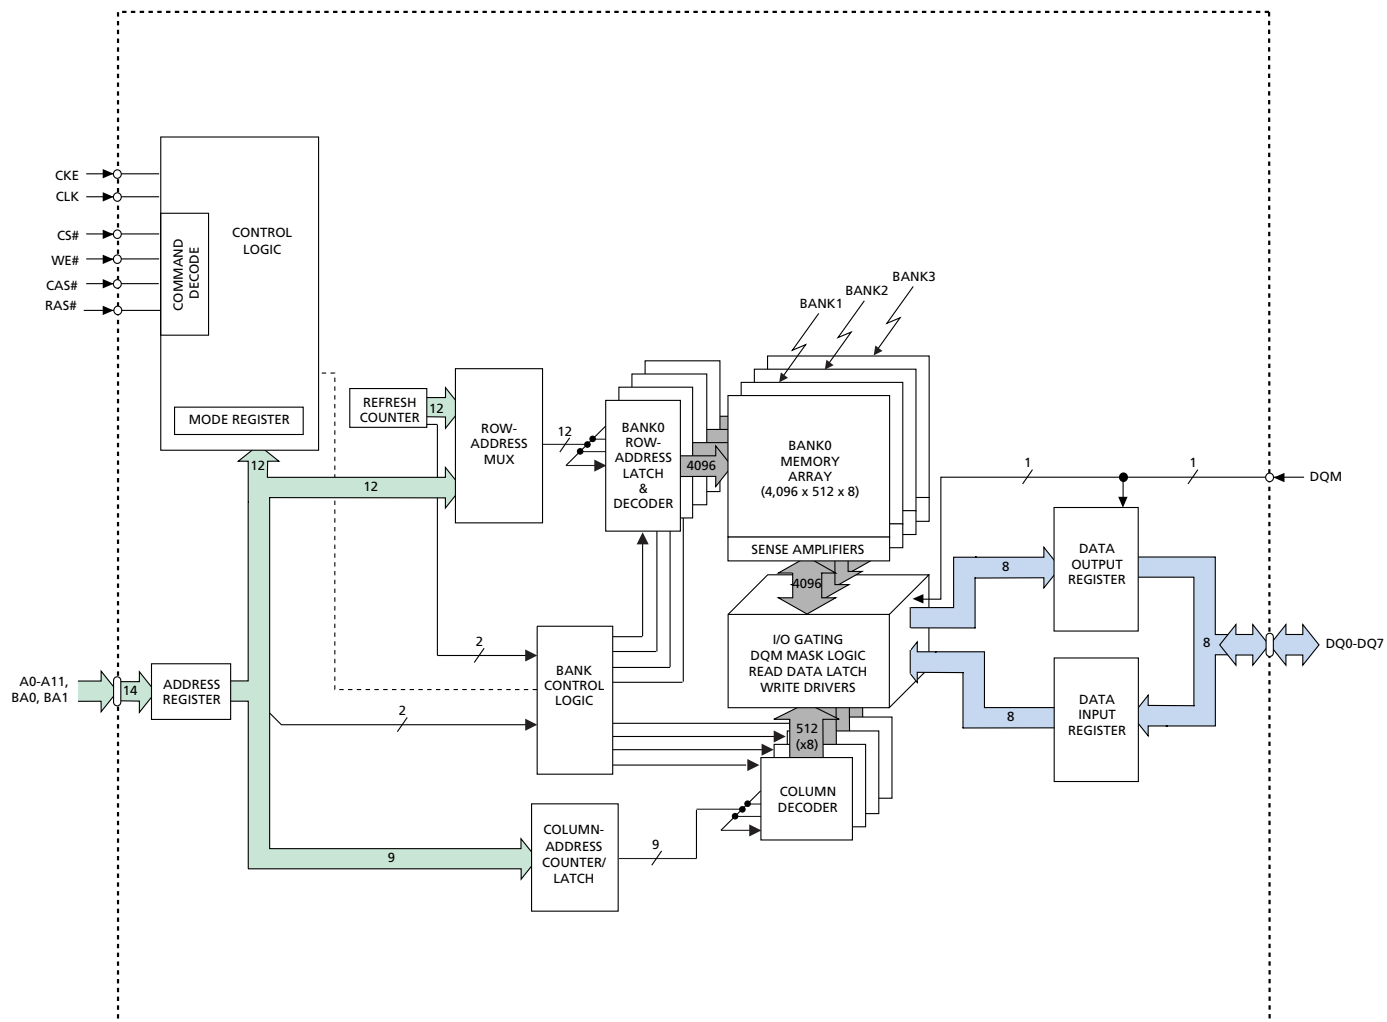 CKE
CLK
CS#
WE#
CAS#
RAS#
COMMAND
DECODE
CONTROL
LOGIC
MODE REGISTER
12
12
REFRESH
COUNTER
12
ROW-
ADDRESS
MUX
12
BANK0
ROW-
ADDRESS
LATCH
&
DECODER
4096
BANK1
BANK2
BANK3
BANK0
MEMORY
ARRAY
(4,096 x 512 x 8)
SENSE AMPLIFIERS
4096
I/O GATING
DQM MASK LOGIC
READ DATA LATCH
WRITE DRIVERS
1
1
DQM
8
DATA
OUTPUT
REGISTER
8
DQ0-DQ7
8
DATA
INPUT
REGISTER
A0-A11,
BA0, BA1
14
ADDRESS
REGISTER
2
2
BANK
CONTROL
LOGIC
512
(x8)
COLUMN
DECODER
9
COLUMN-
ADDRESS
COUNTER/
LATCH
9